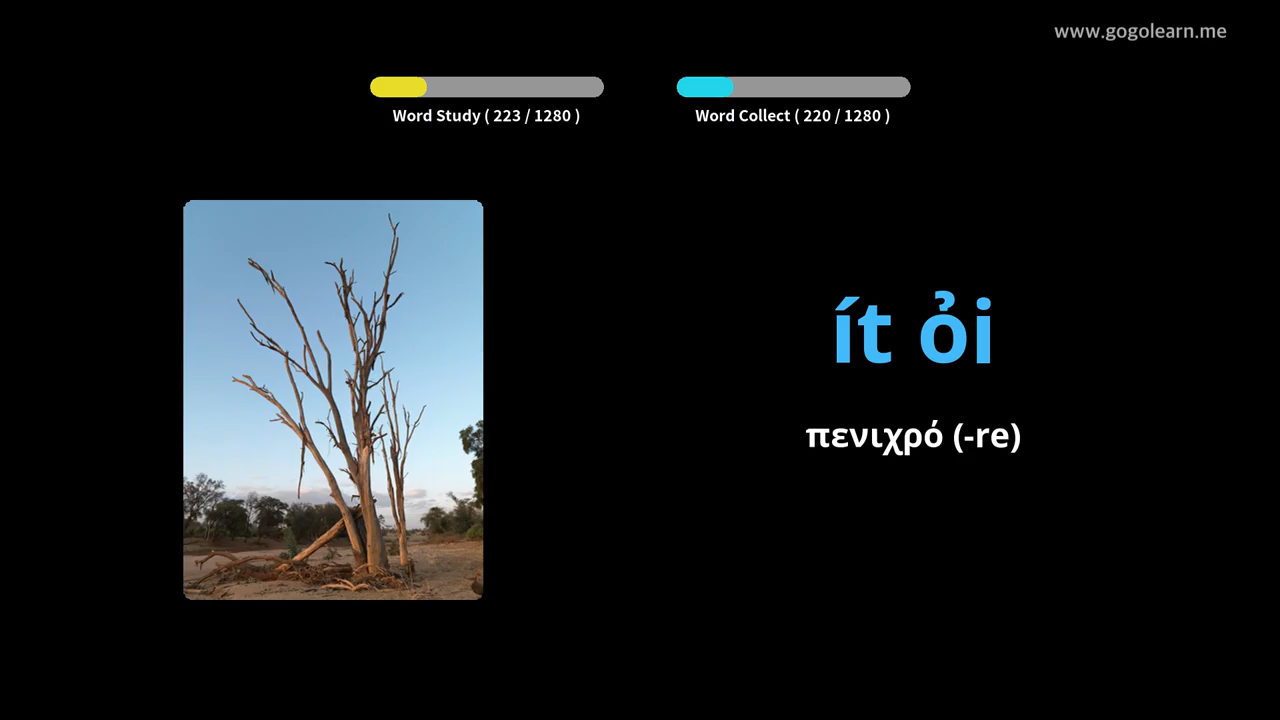 www.gogolearn.me
Word Study ( 223 / 1280 )
Word Collect ( 220 / 1280 )
ít ỏi
πενιχρό (-re)